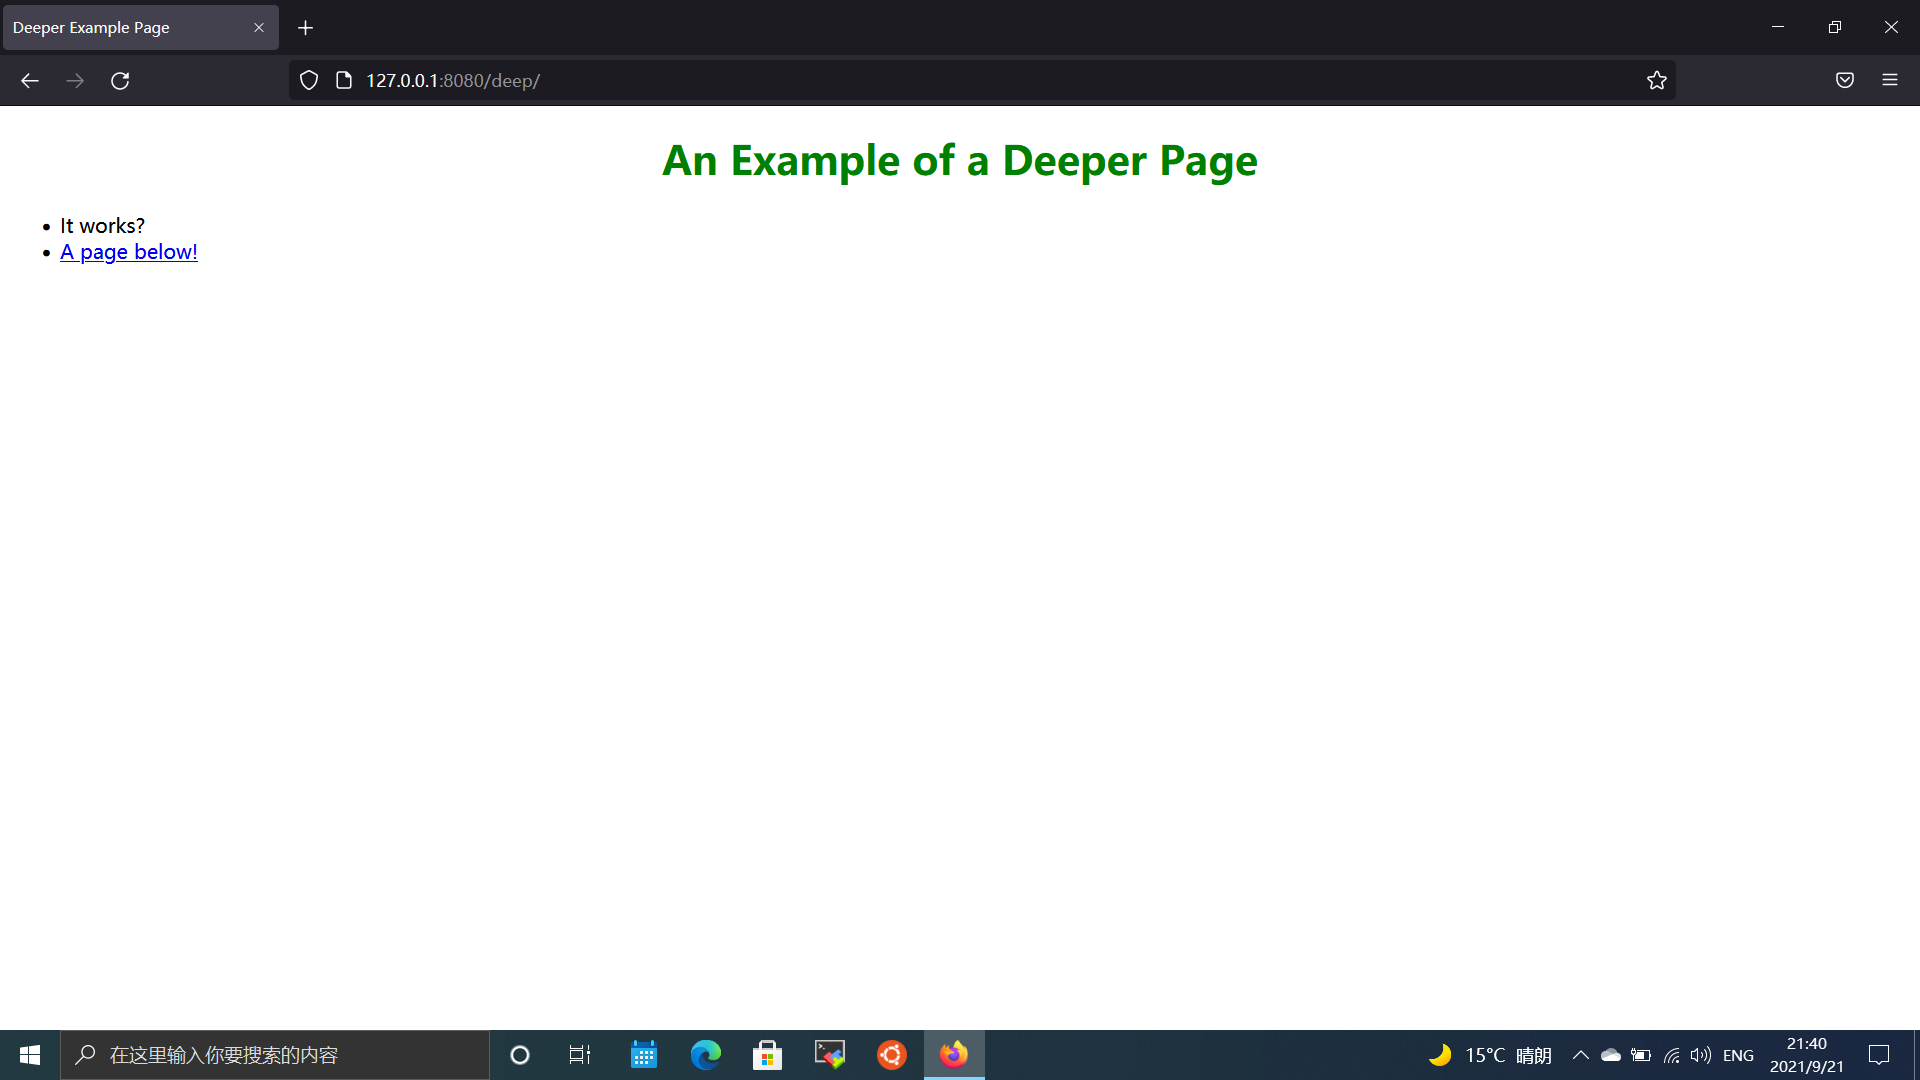 Deeper Example Page
127.0.0.1:8080/deep/
An Example of a Deeper Page
It works?
A page below!
在这里输入你要搜索的内容
15°C 晴朗
ENG
21:40
2021/9/21